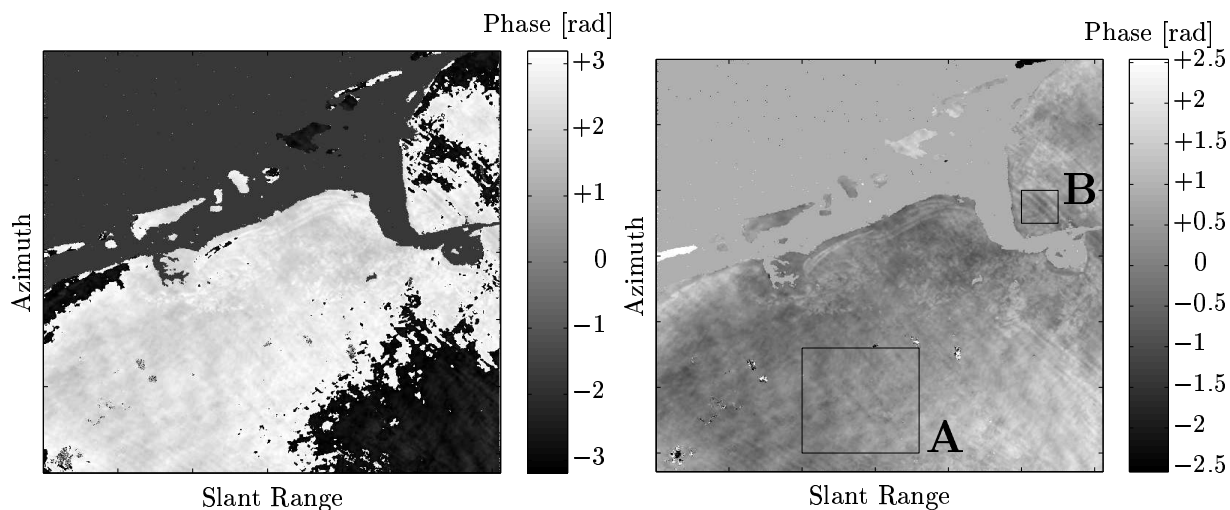 Phase [rad]
+3
+2
+1
0
−1
−2
−3
Azimuth
Slant Range
Phase [rad]
+2.5
+2
+1.5
+1
+0.5
0
−0.5
−1
−1.5
−2
−2.5
B
A
Azimuth
Slant Range